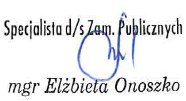 Specjalista d/s Zam. Publicznych
mgr Elżbieta Onoszko